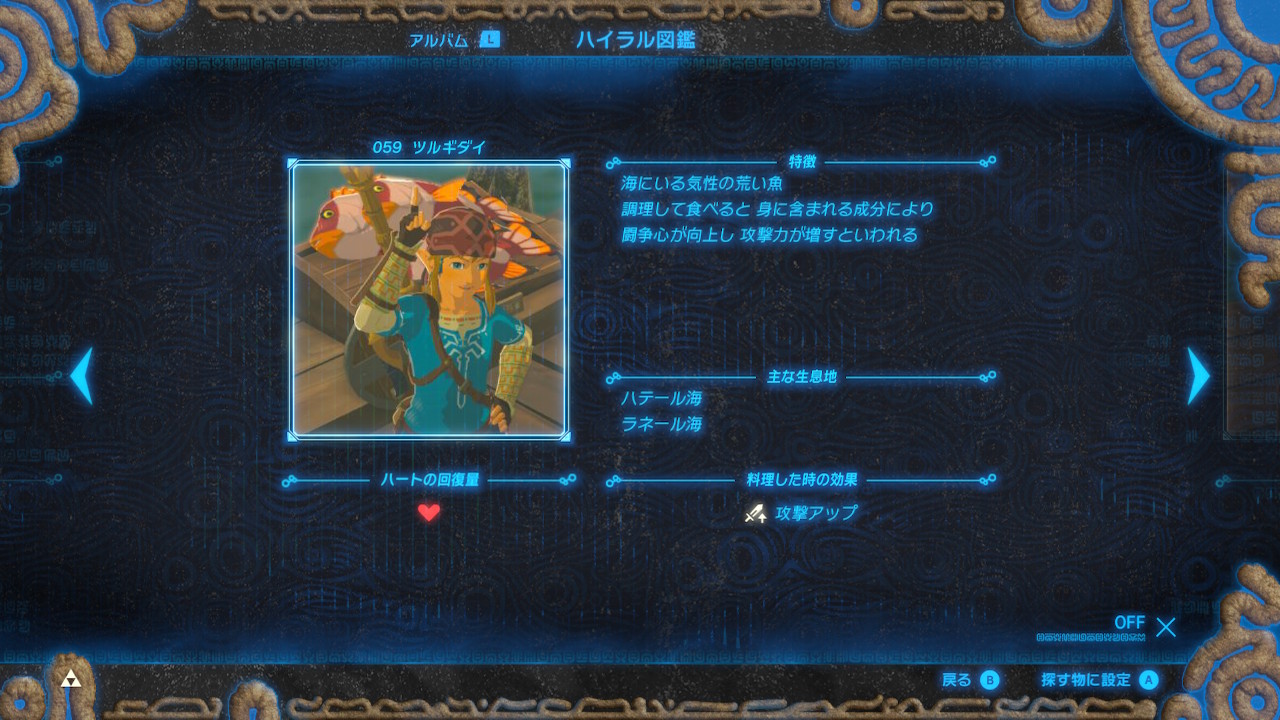 アルバム L
ハイラル図鑑
059 ツルギダイ
特徴
海にいる気性の荒い魚
調理して食べると 身に含まれる成分により
闘争心が向上し 攻撃力が増すといわれる
主な生息地
ハテール海
ラネール海
ハートの回復量
料理した時の効果
攻撃アップ
OFF
戻る B
探す物に設定 A